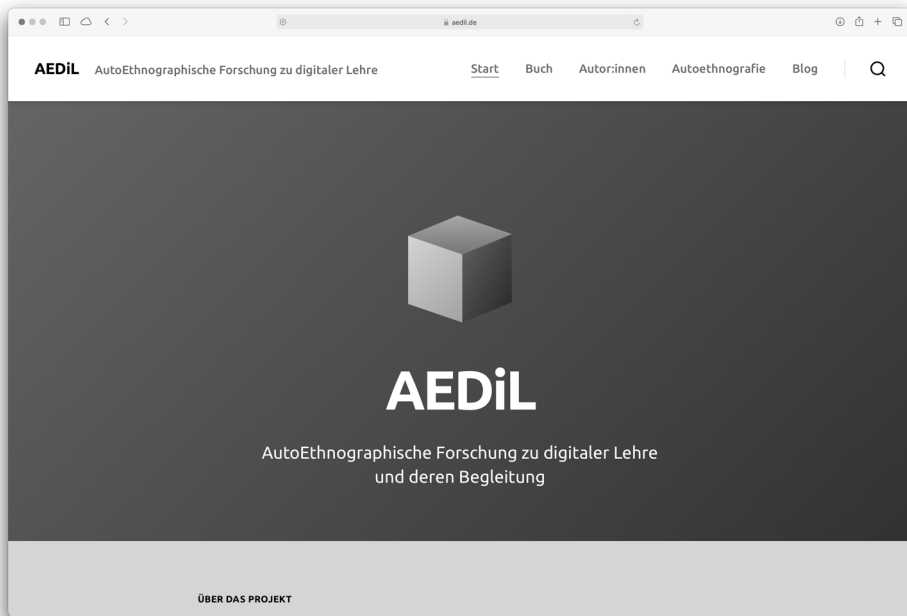 aedil.de
AEDiL AutoEthnographische Forschung zu digitaler Lehre Start Buch Autor:innen Autoethnografie Blog
AEDiL
AutoEthnographische Forschung zu digitaler Lehre
und deren Begleitung
ÜBER DAS PROJEKT